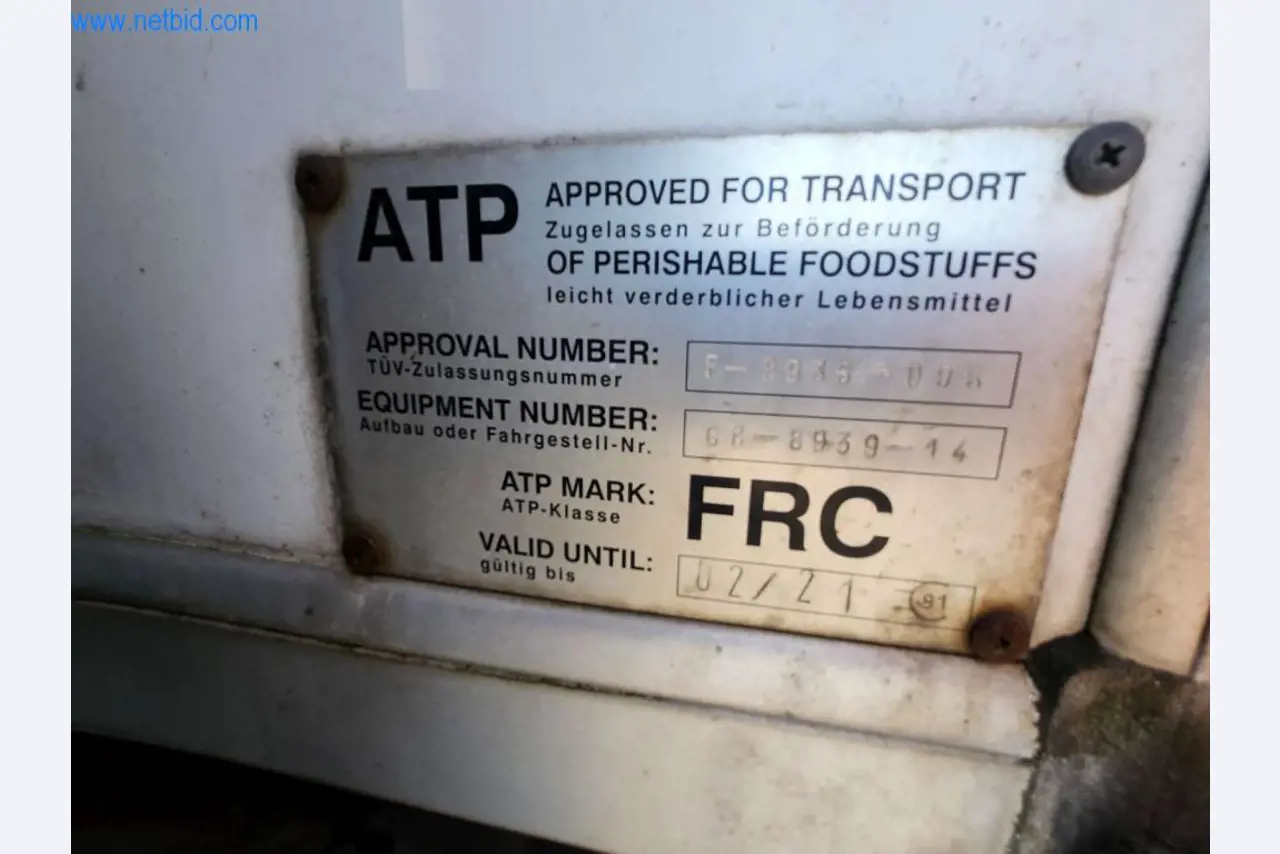 www.netbid.com
ATP
APPROVED FOR TRANSPORT
Zugelassen zur Beförderung
OF PERISHABLE FOODSTUFFS
leicht verderblicher Lebensmittel
APPROVAL NUMBER:
TÜV-Zulassungsnummer
EQUIPMENT NUMBER: CR-8939-14
Aufbau oder Fahrgestell-Nr.
ATP MARK: FRC
ATP-Klasse
VALID UNTIL: 02/21 91
gültig bis